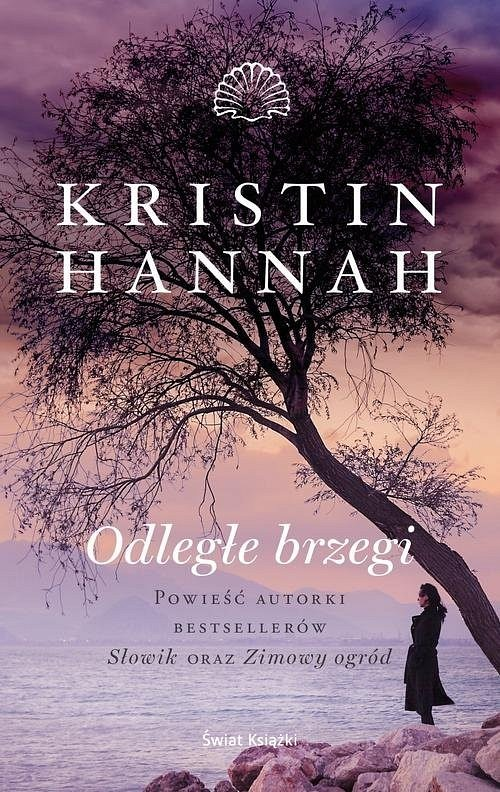 KRISTIN
HANNAH
Odległe brzegi
POWIEŚĆ AUTORKI
BESTSELLERÓW
Słowik ORAZ Zimowy ogród
Świat Książki